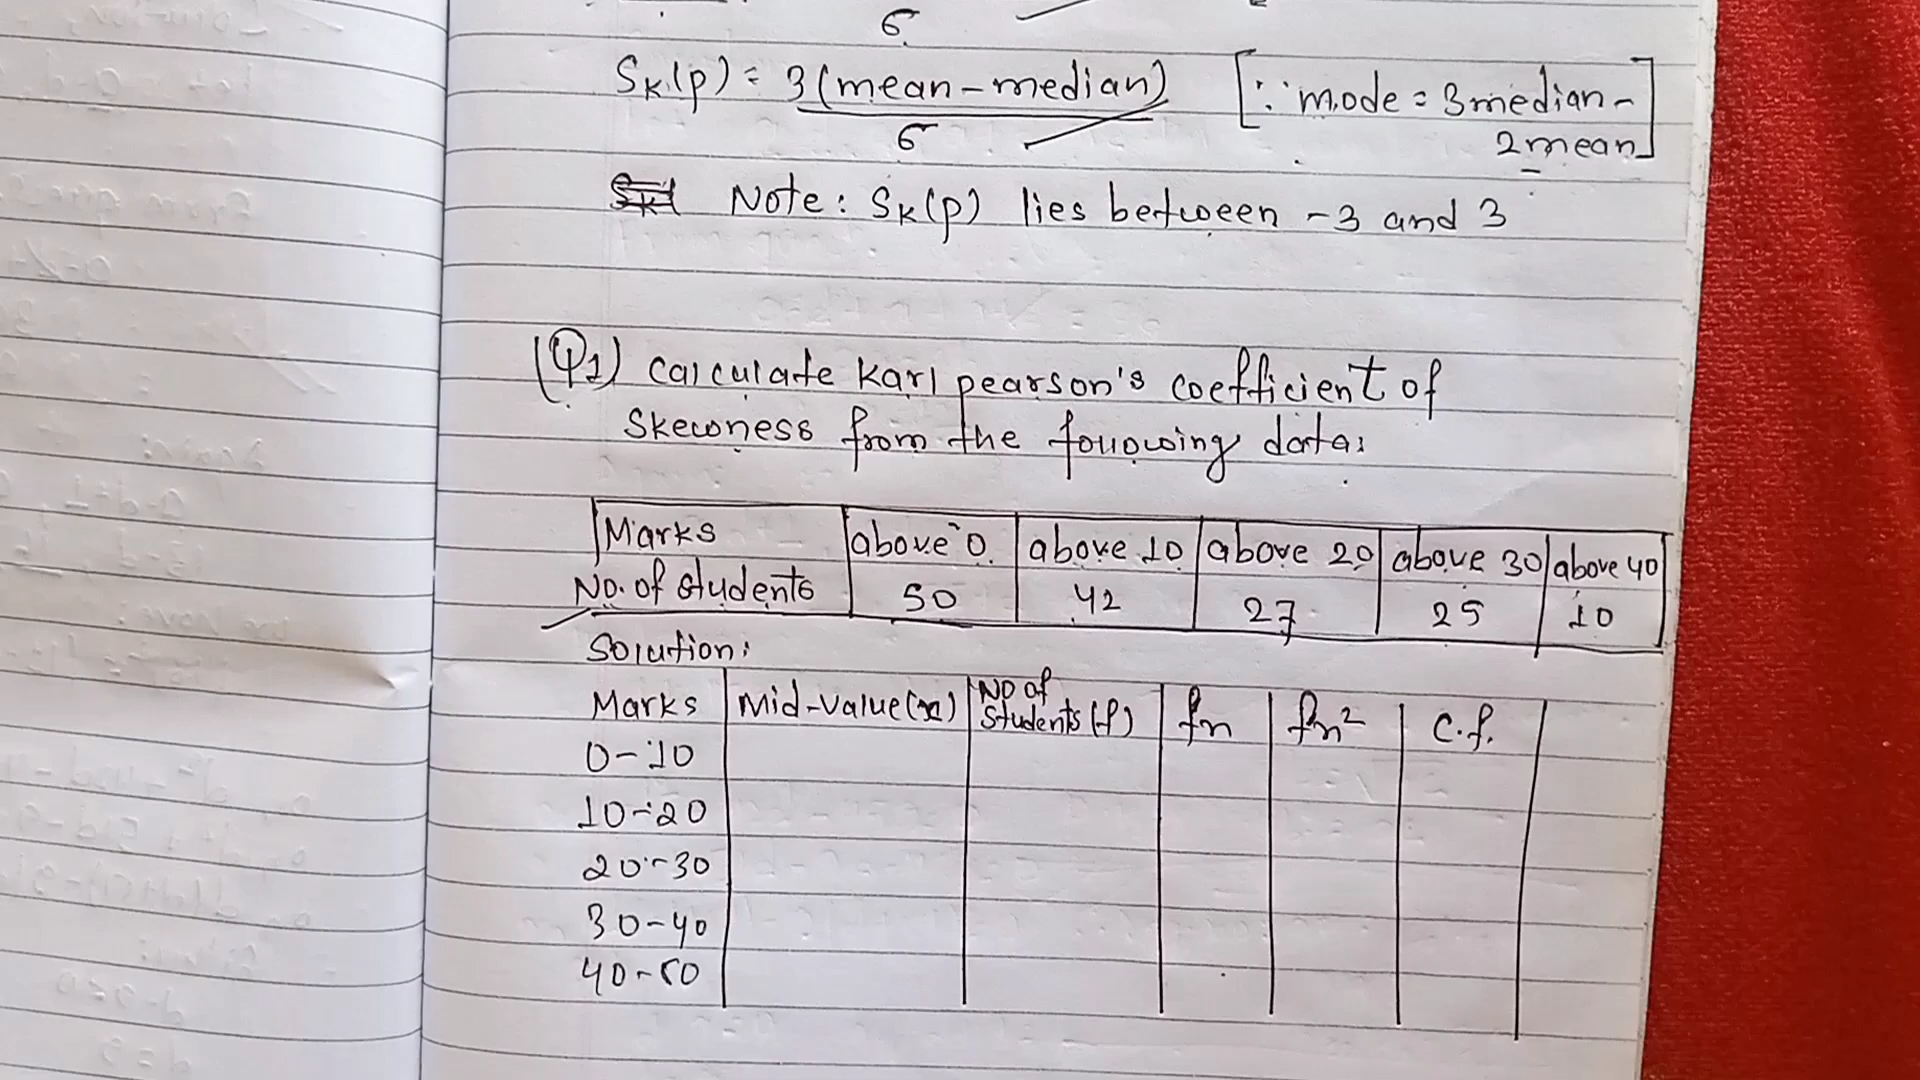 6
Sk(p) = 3(mean-median) [∵ mode = 3median-
6 2mean]
Note: Sk(p) lies between -3 and 3
(Q1) Calculate Karl pearson's coefficient of
Skewness from the following data:
Marks above 0 above 10 above 20 above 30 above 40
No. of students 50 42 27 25 10
Solution:
Marks Mid-value(x) No of Students (f) fx fx² c.f.
0-10
10-20
20-30
30-40
40-50